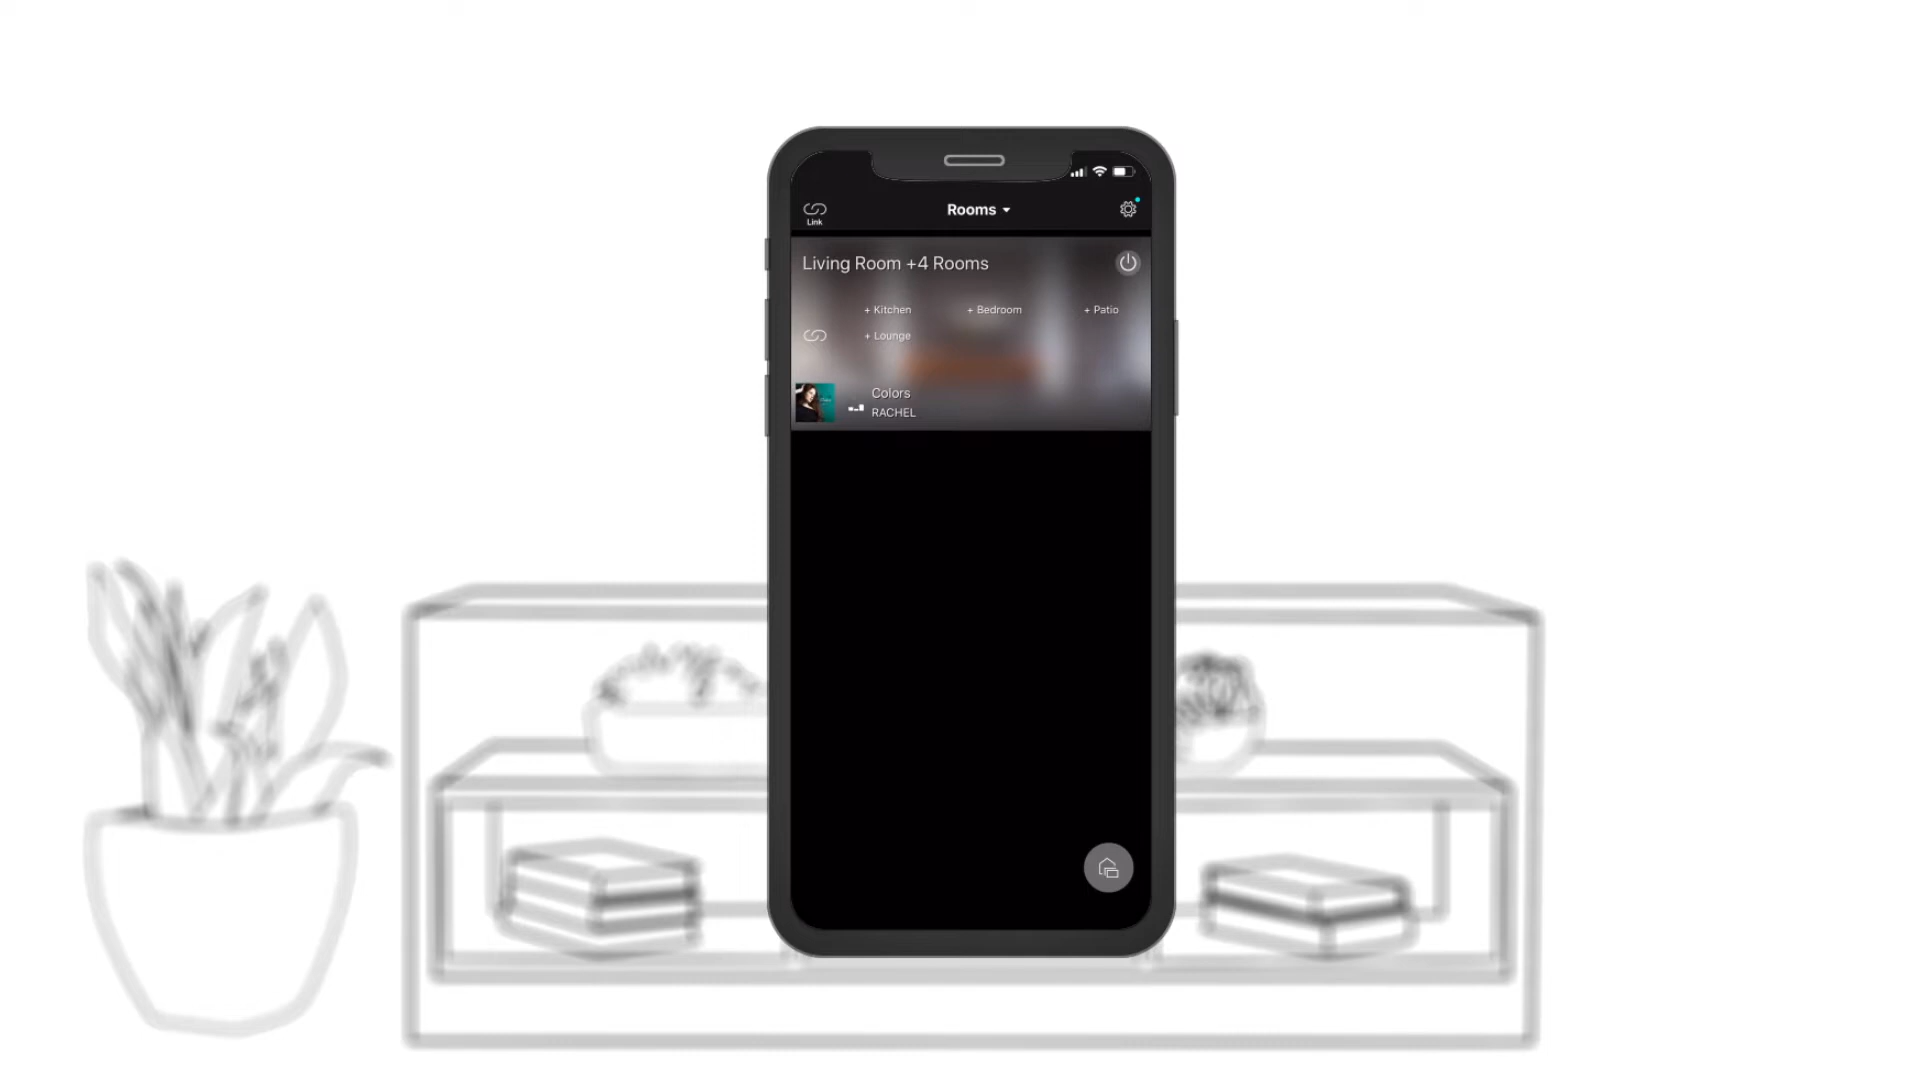 Rooms
Link
Living Room +4 Rooms
+ Kitchen + Bedroom + Patio
+ Lounge
Colors
RACHEL